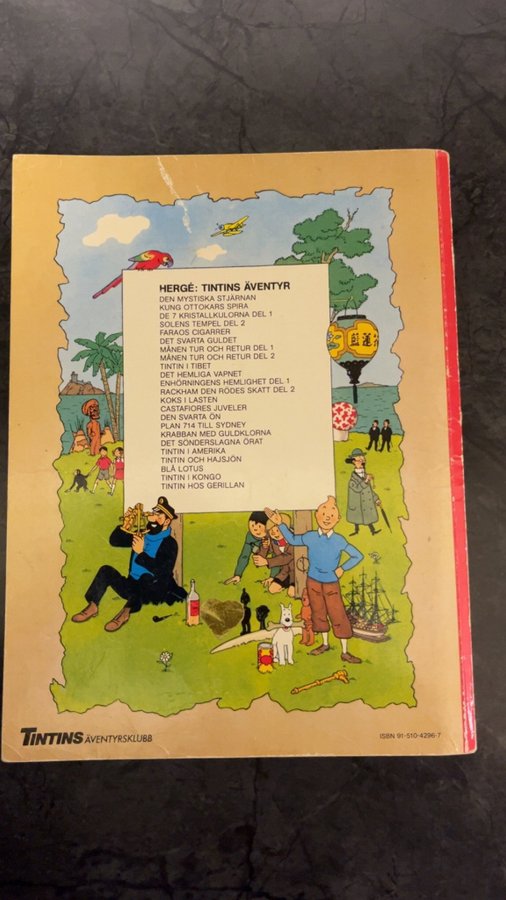 HERGÉ: TINTINS ÄVENTYR
DEN MYSTISKA STJÄRNAN
KUNG OTTOKARS SPIRA
DE 7 KRISTALLKULORNA DEL 1
SOLENS TEMPEL DEL 2
FARAOS CIGARRER
DET SVARTA GULDET
MÅNEN TUR OCH RETUR DEL 1
MÅNEN TUR OCH RETUR DEL 2
TINTIN I TIBET
DET HEMLIGA VAPNET
ENHÖRNINGENS HEMLIGHET DEL 1
RACKHAM DEN RÖDES SKATT DEL 2
KOKS I LASTEN
CASTAFIORES JUVELER
DEN SVARTA ÖN
PLAN 714 TILL SYDNEY
KRABBAN MED GULDKLORNA
DET SÖNDERSLAGNA ÖRAT
TINTIN I AMERIKA
TINTIN OCH HAJSJÖN
BLÅ LOTUS
TINTIN I KONGO
TINTIN HOS GERILLAN
TINTINS ÄVENTYRSKLUBB
ISBN 91-510-4296-7